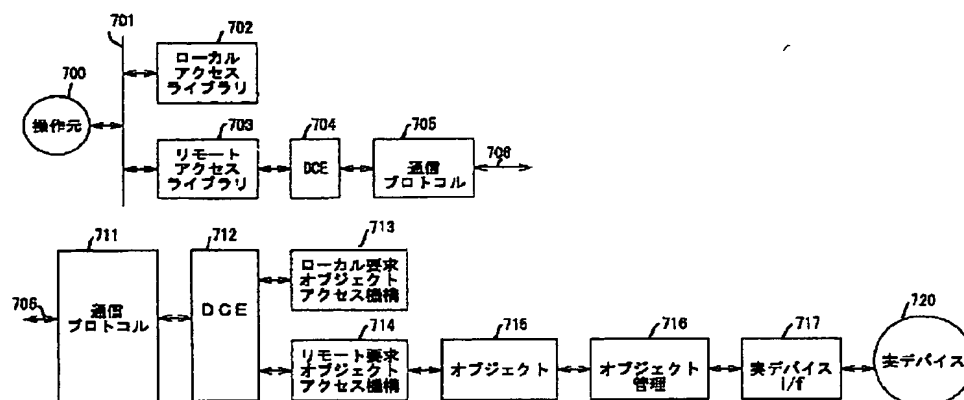 701
702
ローカル
アクセス
ライブラリ
700
操作元
703
704
705
リモート
アクセス
ライブラリ
DCE
通信
プロトコル
706
711
712
713
ローカル要求
オブジェクト
アクセス機構
706
通信
プロトコル
DCE
714
715
716
717
720
リモート要求
オブジェクト
アクセス機構
オブジェクト
オブジェクト
管理
実デバイス
i/f
実デバイス